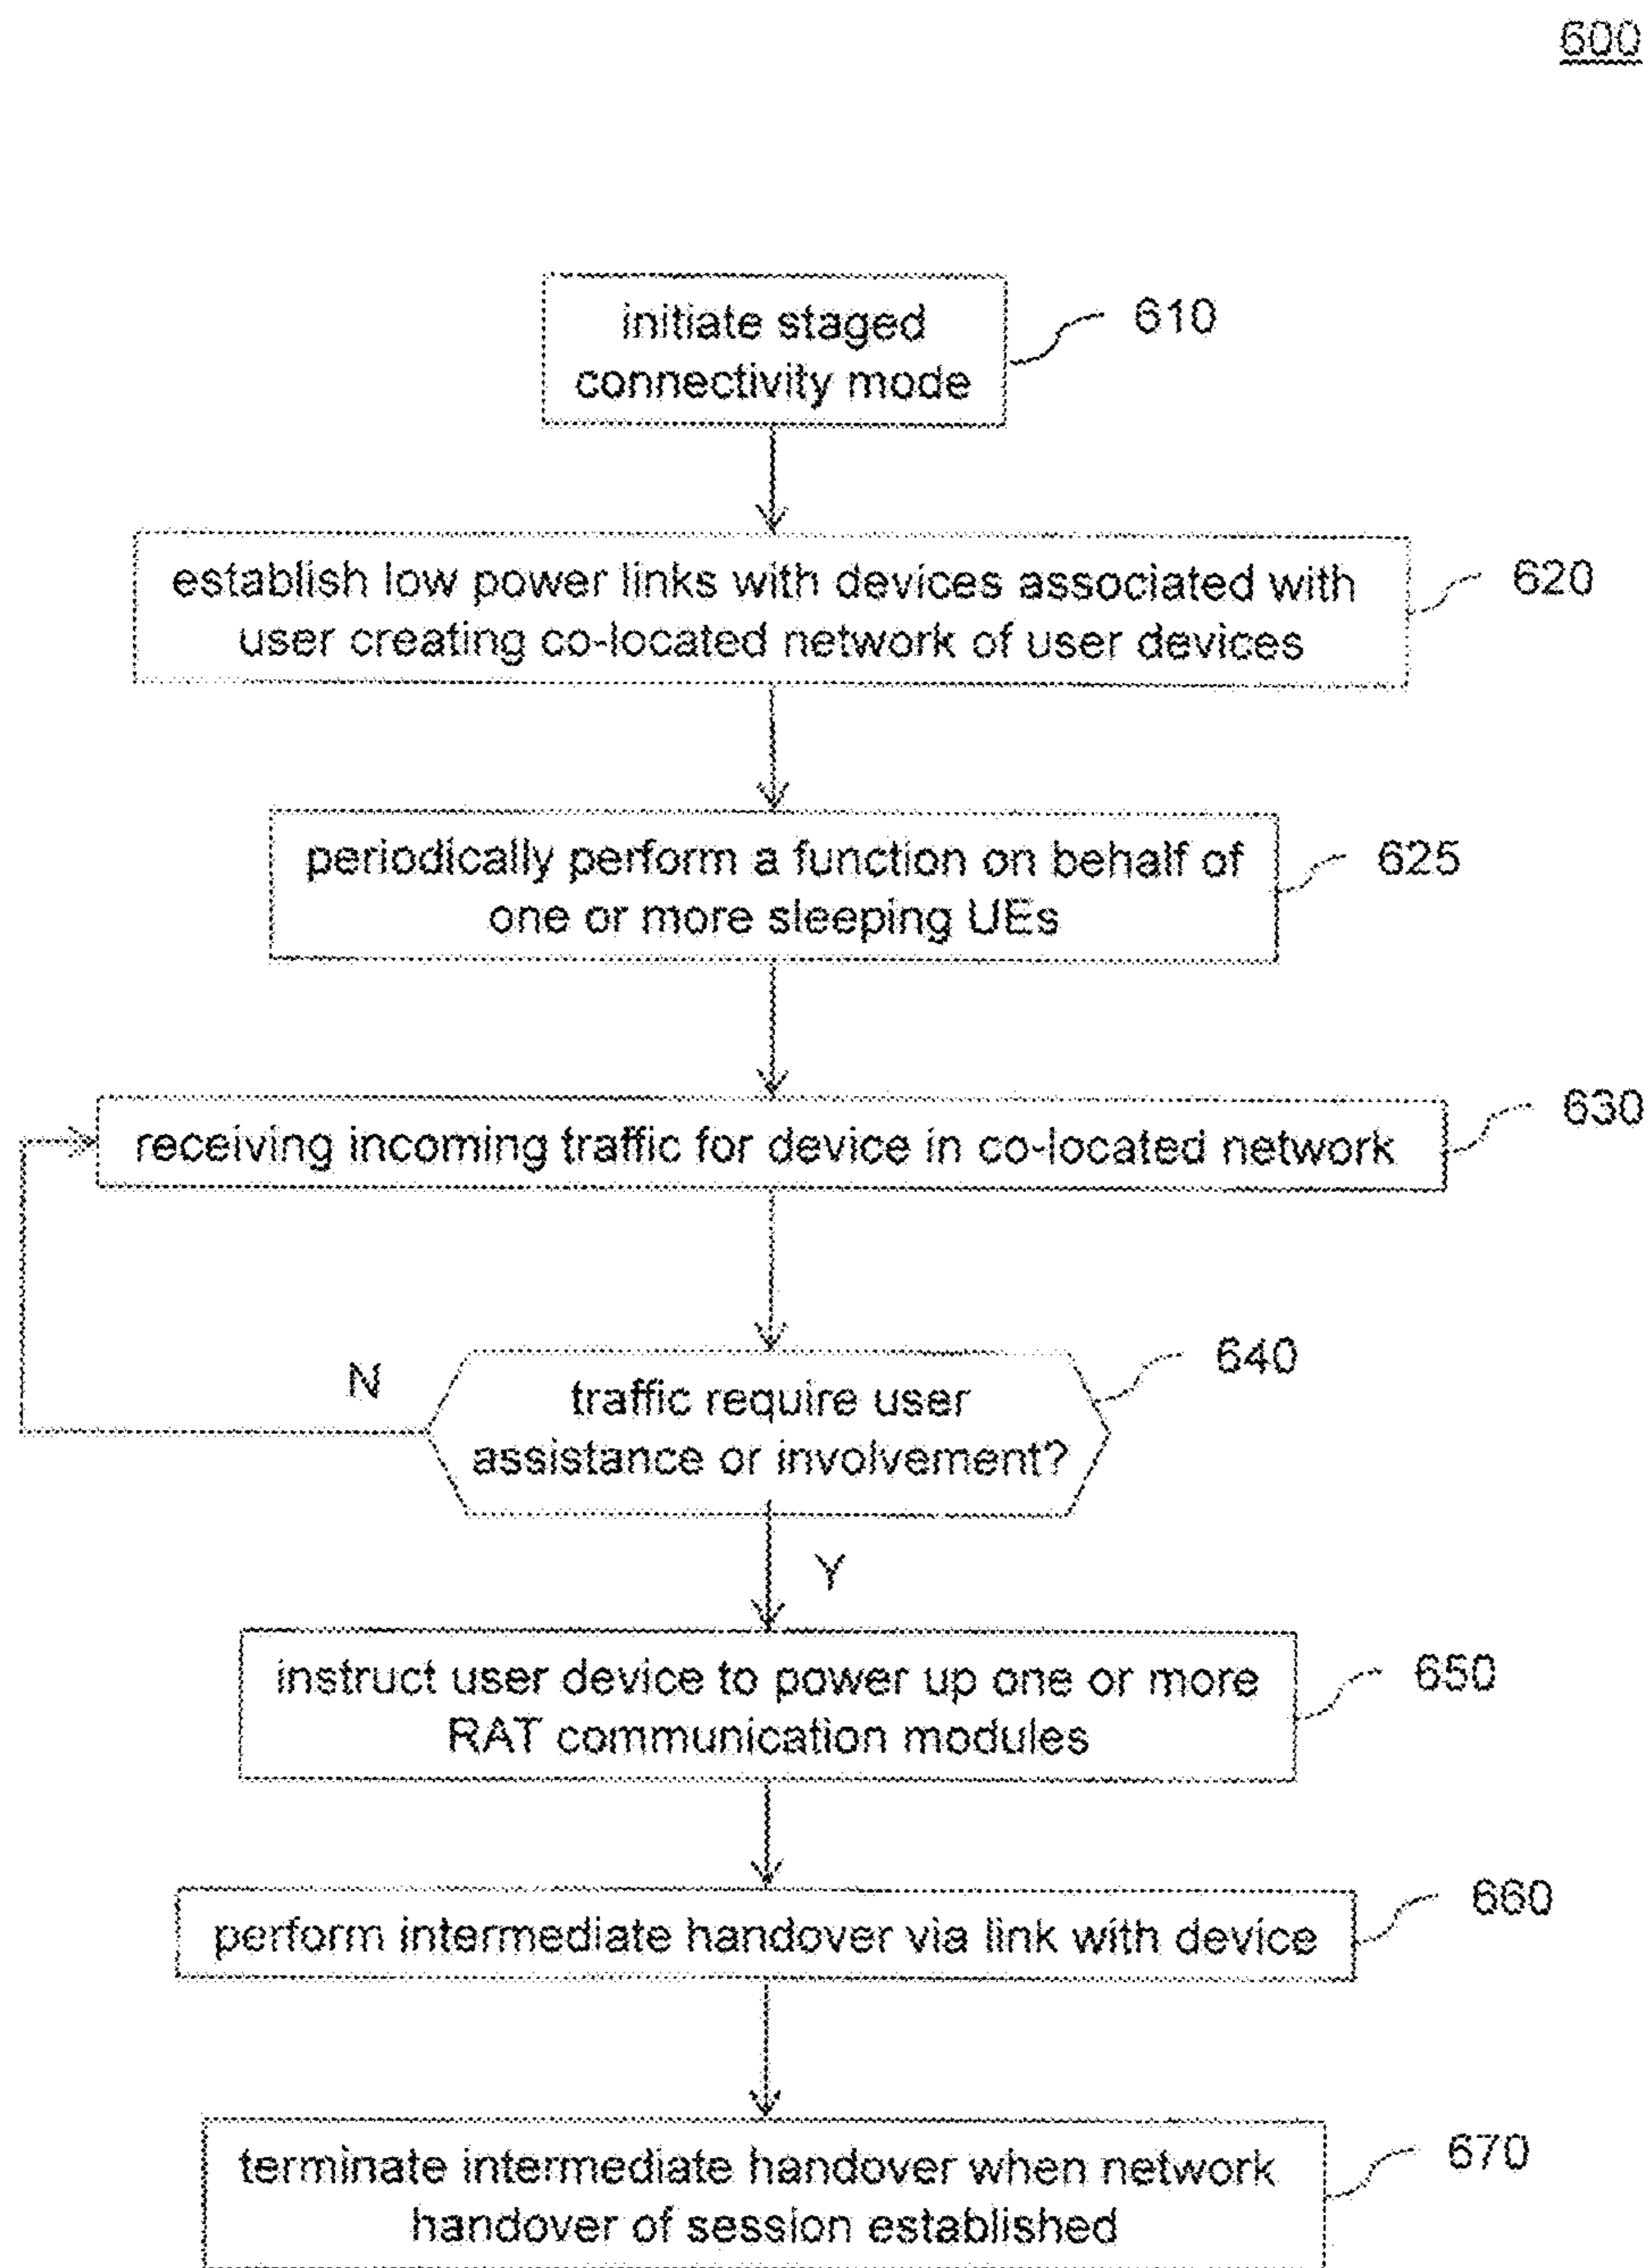 600
initiate staged
connectivity mode
610
establish low power links with devices associated with
user creating co-located network of user devices
620
periodically perform a function on behalf of
one or more sleeping UEs
625
receiving incoming traffic for device in co-located network
630
traffic require user
assistance or involvement?
640
N
Y
instruct user device to power up one or more
RAT communication modules
650
perform intermediate handover via link with device
660
terminate intermediate handover when network
handover of session established
670